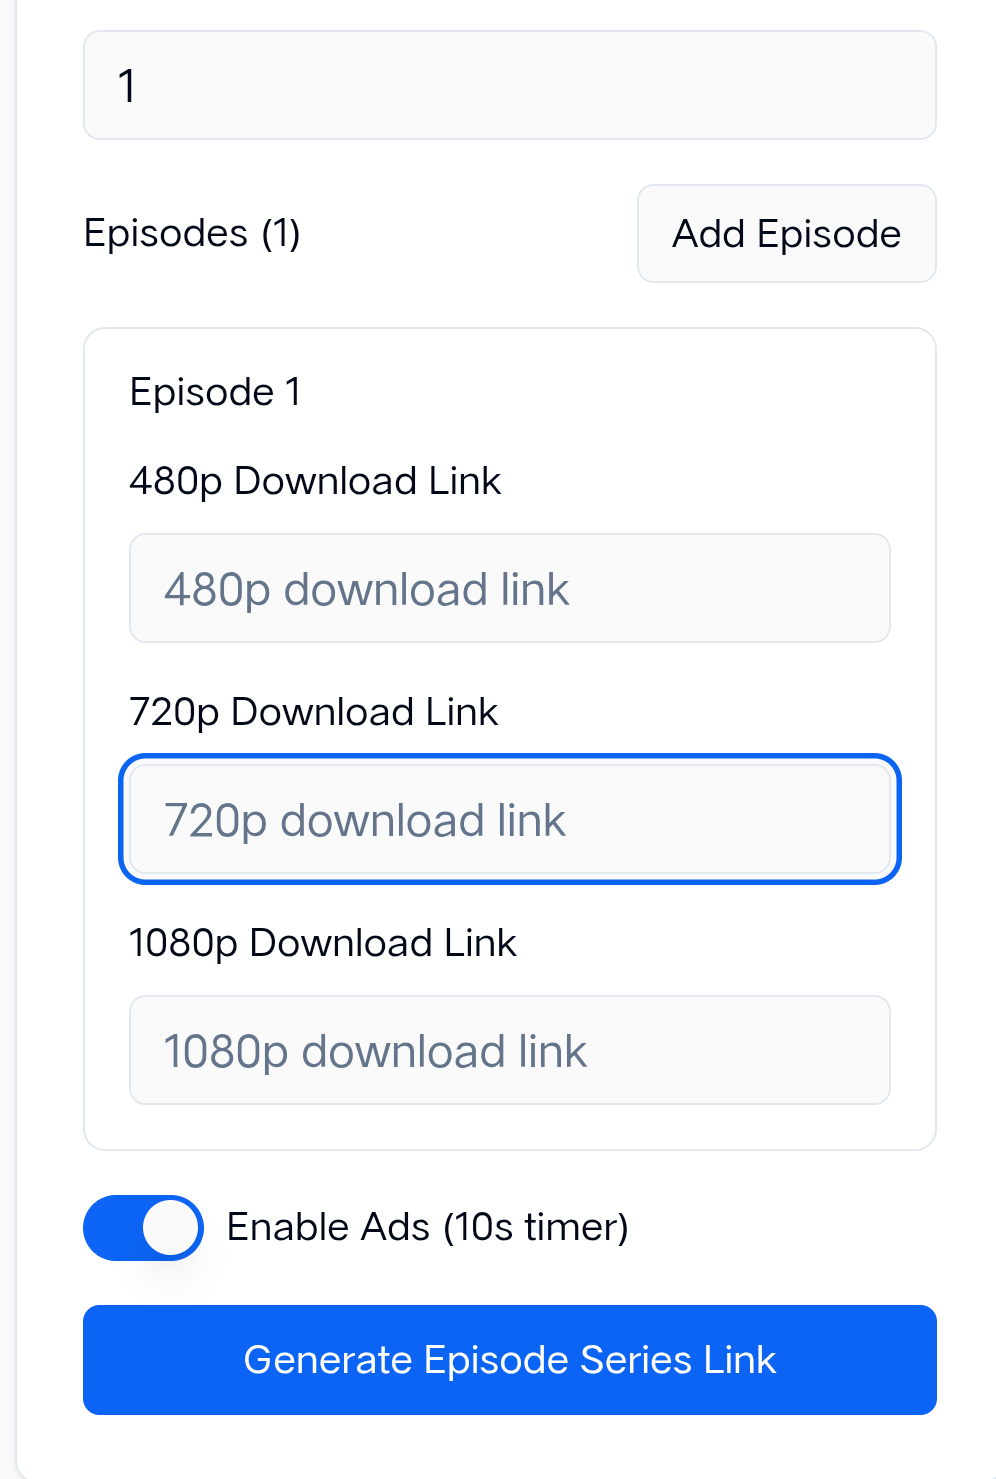 1
Episodes (1)
Add Episode
Episode 1
480p Download Link
480p download link
720p Download Link
720p download link
1080p Download Link
1080p download link
Enable Ads (10s timer)
Generate Episode Series Link